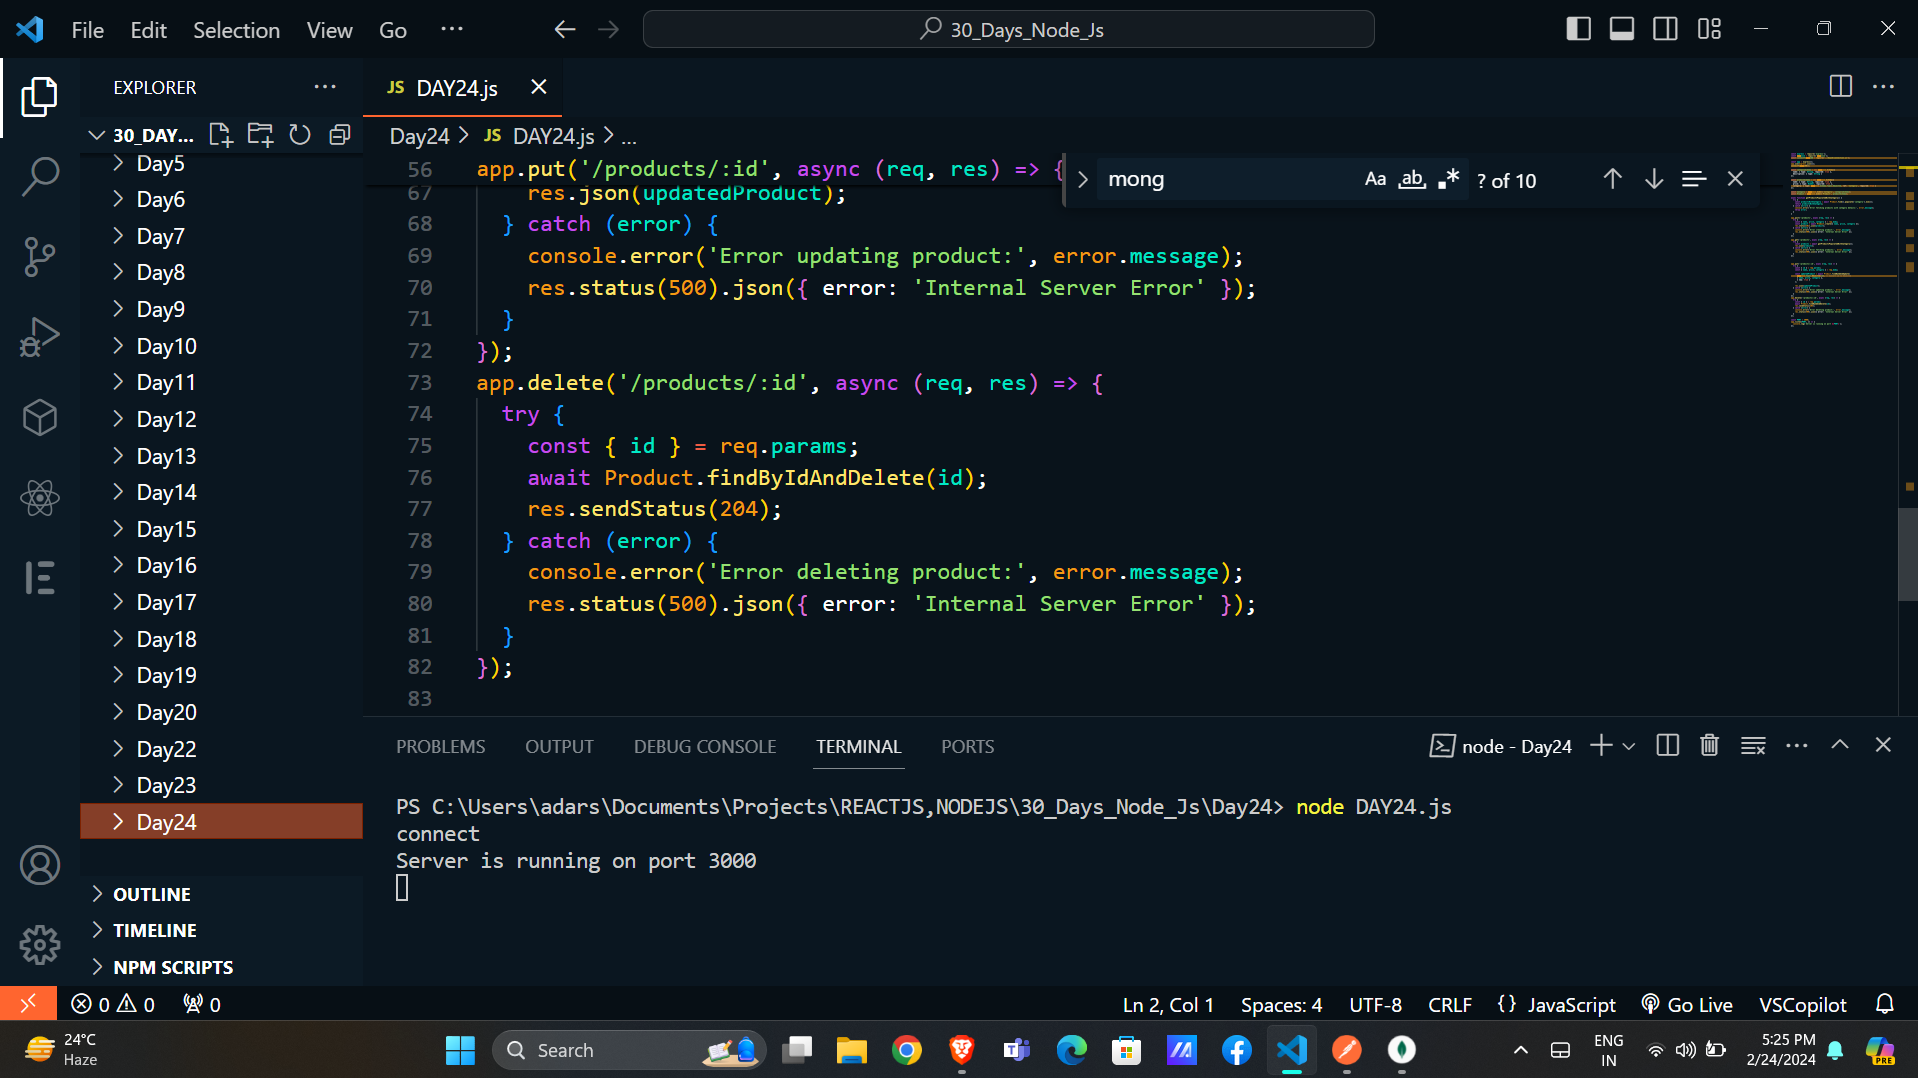 File Edit Selection View Go ...
30_Days_Node_Js
EXPLORER
30_DAY...
Day5
Day6
Day7
Day8
Day9
Day10
Day11
Day12
Day13
Day14
Day15
Day16
Day17
Day18
Day19
Day20
Day22
Day23
Day24
OUTLINE
TIMELINE
NPM SCRIPTS
JS DAY24.js
Day24 > JS DAY24.js > ...
mong Aa ab .* ? of 10
56 app.put('/products/:id', async (req, res) => {
67 res.json(updatedProduct);
68 } catch (error) {
69 console.error('Error updating product:', error.message);
70 res.status(500).json({ error: 'Internal Server Error' });
71 }
72 });
73 app.delete('/products/:id', async (req, res) => {
74 try {
75 const { id } = req.params;
76 await Product.findByIdAndDelete(id);
77 res.sendStatus(204);
78 } catch (error) {
79 console.error('Error deleting product:', error.message);
80 res.status(500).json({ error: 'Internal Server Error' });
81 }
82 });
83
PROBLEMS OUTPUT DEBUG CONSOLE TERMINAL PORTS
node - Day24
PS C:\Users\adars\Documents\Projects\REACTJS,NODEJS\30_Days_Node_Js\Day24> node DAY24.js
connect
Server is running on port 3000
0 0 0
Ln 2, Col 1 Spaces: 4 UTF-8 CRLF {} JavaScript Go Live VSCopilot
24°C
Haze
Search
ENG
IN
5:25 PM
2/24/2024
PRE